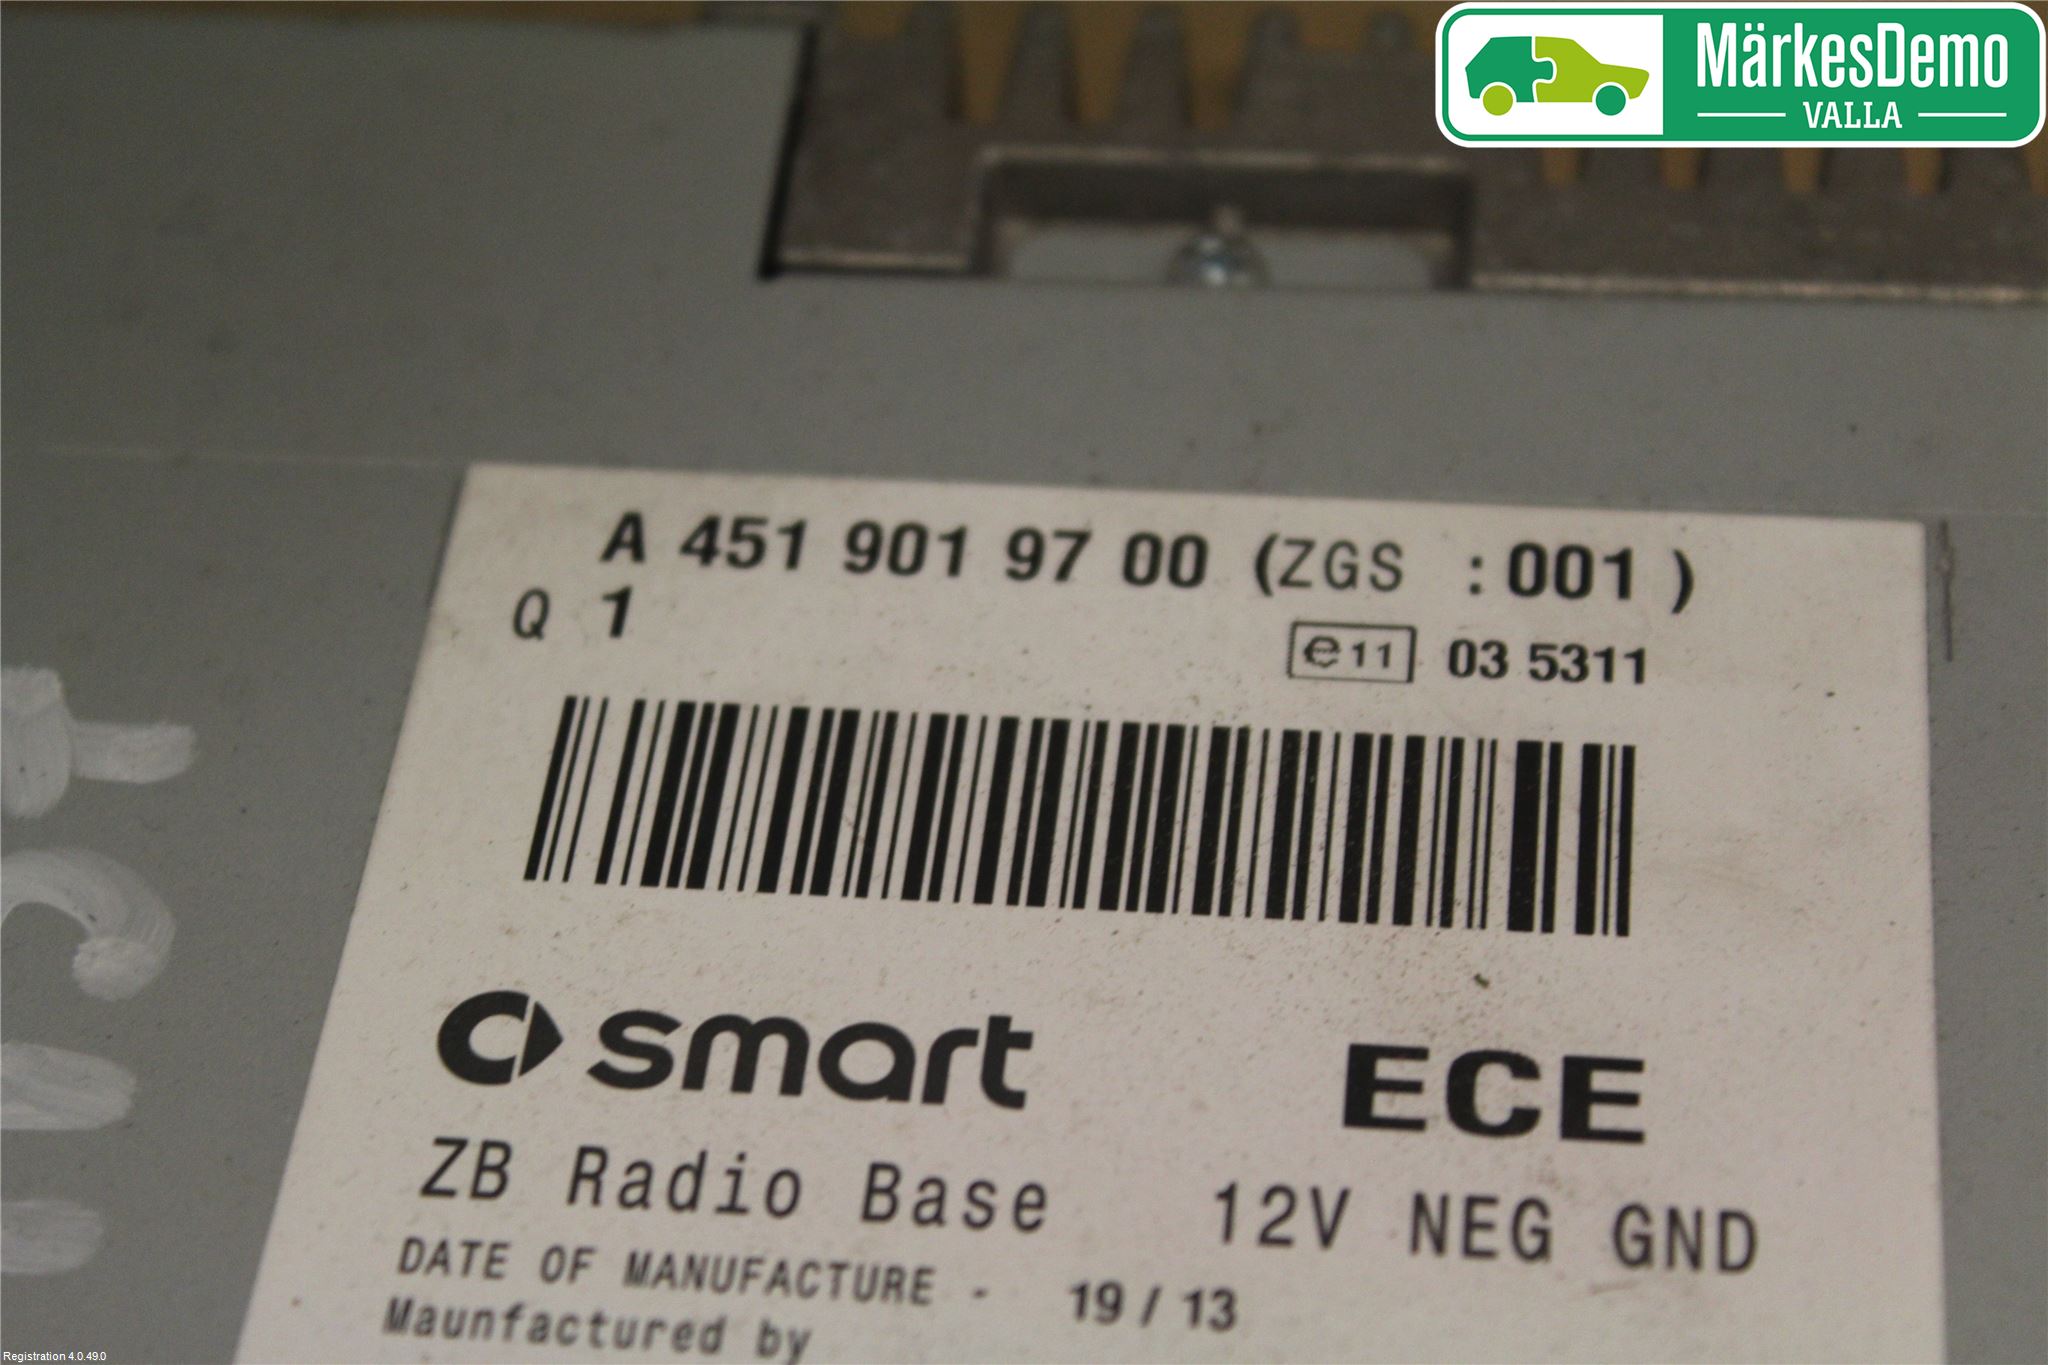 MärkesDemo
VALLA
A 451 901 97 00 (ZGS :001 )
Q 1
e11 03 5311
smart ECE
ZB Radio Base 12V NEG GND
DATE OF MANUFACTURE - 19 / 13
Maunfactured by
Registration 4.0.49.0